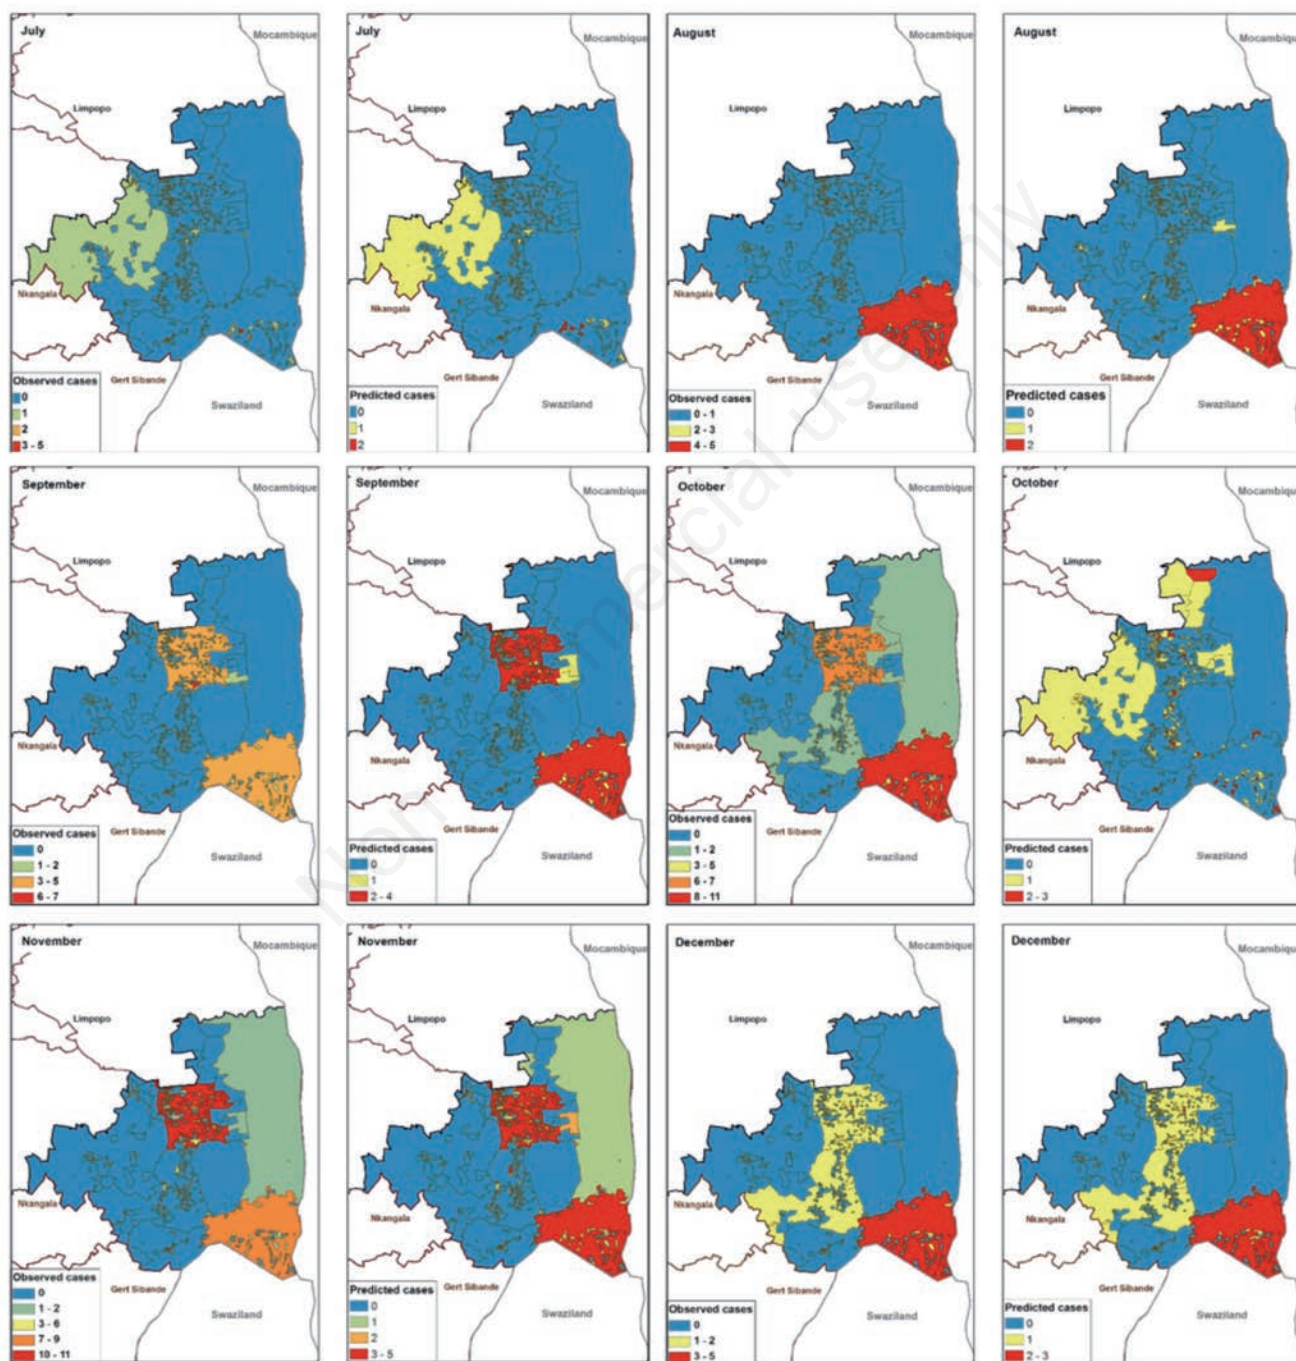 July
Mocambique
Limpopo
Nkangala
Gert Sibande
Swaziland
Observed cases
0
1
2
3 - 5
July
Mocambique
Limpopo
Nkangala
Gert Sibande
Swaziland
Predicted cases
0
1
2
August
Mocambique
Limpopo
Nkangala
Gert Sibande
Swaziland
Observed cases
0 - 1
2 - 3
4 - 5
August
Mocambique
Limpopo
Nkangala
Gert Sibande
Swaziland
Predicted cases
0
1
2
September
Mocambique
Limpopo
Nkangala
Gert Sibande
Swaziland
Observed cases
0
1 - 2
3 - 5
6 - 7
September
Mocambique
Limpopo
Nkangala
Gert Sibande
Swaziland
Predicted cases
0
1
2 - 4
October
Mocambique
Limpopo
Nkangala
Gert Sibande
Swaziland
Observed cases
0
1 - 2
3 - 5
6 - 7
8 - 11
October
Mocambique
Limpopo
Nkangala
Gert Sibande
Swaziland
Predicted cases
0
1
2 - 3
November
Mocambique
Limpopo
Nkangala
Gert Sibande
Swaziland
Observed cases
0
1 - 2
3 - 6
7 - 9
10 - 11
November
Mocambique
Limpopo
Nkangala
Gert Sibande
Swaziland
Predicted cases
0
1
2
3 - 5
December
Mocambique
Limpopo
Nkangala
Gert Sibande
Swaziland
Observed cases
0
1 - 2
3 - 5
December
Mocambique
Limpopo
Nkangala
Gert Sibande
Swaziland
Predicted cases
0
1
2 - 3